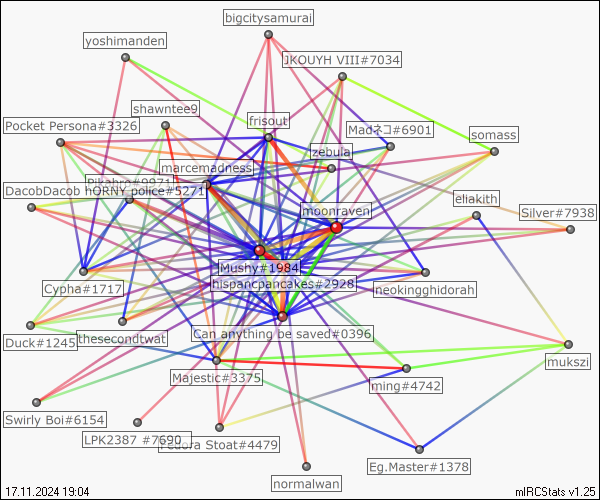 bigcitysamurai
yoshimanden
JKOUYH VIII#7034
shawntee9
Pocket Persona#3326
frisout
Madネコ#6901
somass
zebula
marcemadness
DacobDacob hORNY police#5271
moonraven
eliakith
Silver#7938
Mushy#1984
Cypha#1717
hispancpancakes#2928
neokingghidorah
Duck#1245
thesecondtwat
Can anything be saved#0396
mukszi
Majestic#3375
ming#4742
Swirly Boi#6154
LPK2387 #7690
Stoat#4479
Eg.Master#1378
normalwan
17.11.2024 19:04
mIRCStats v1.25